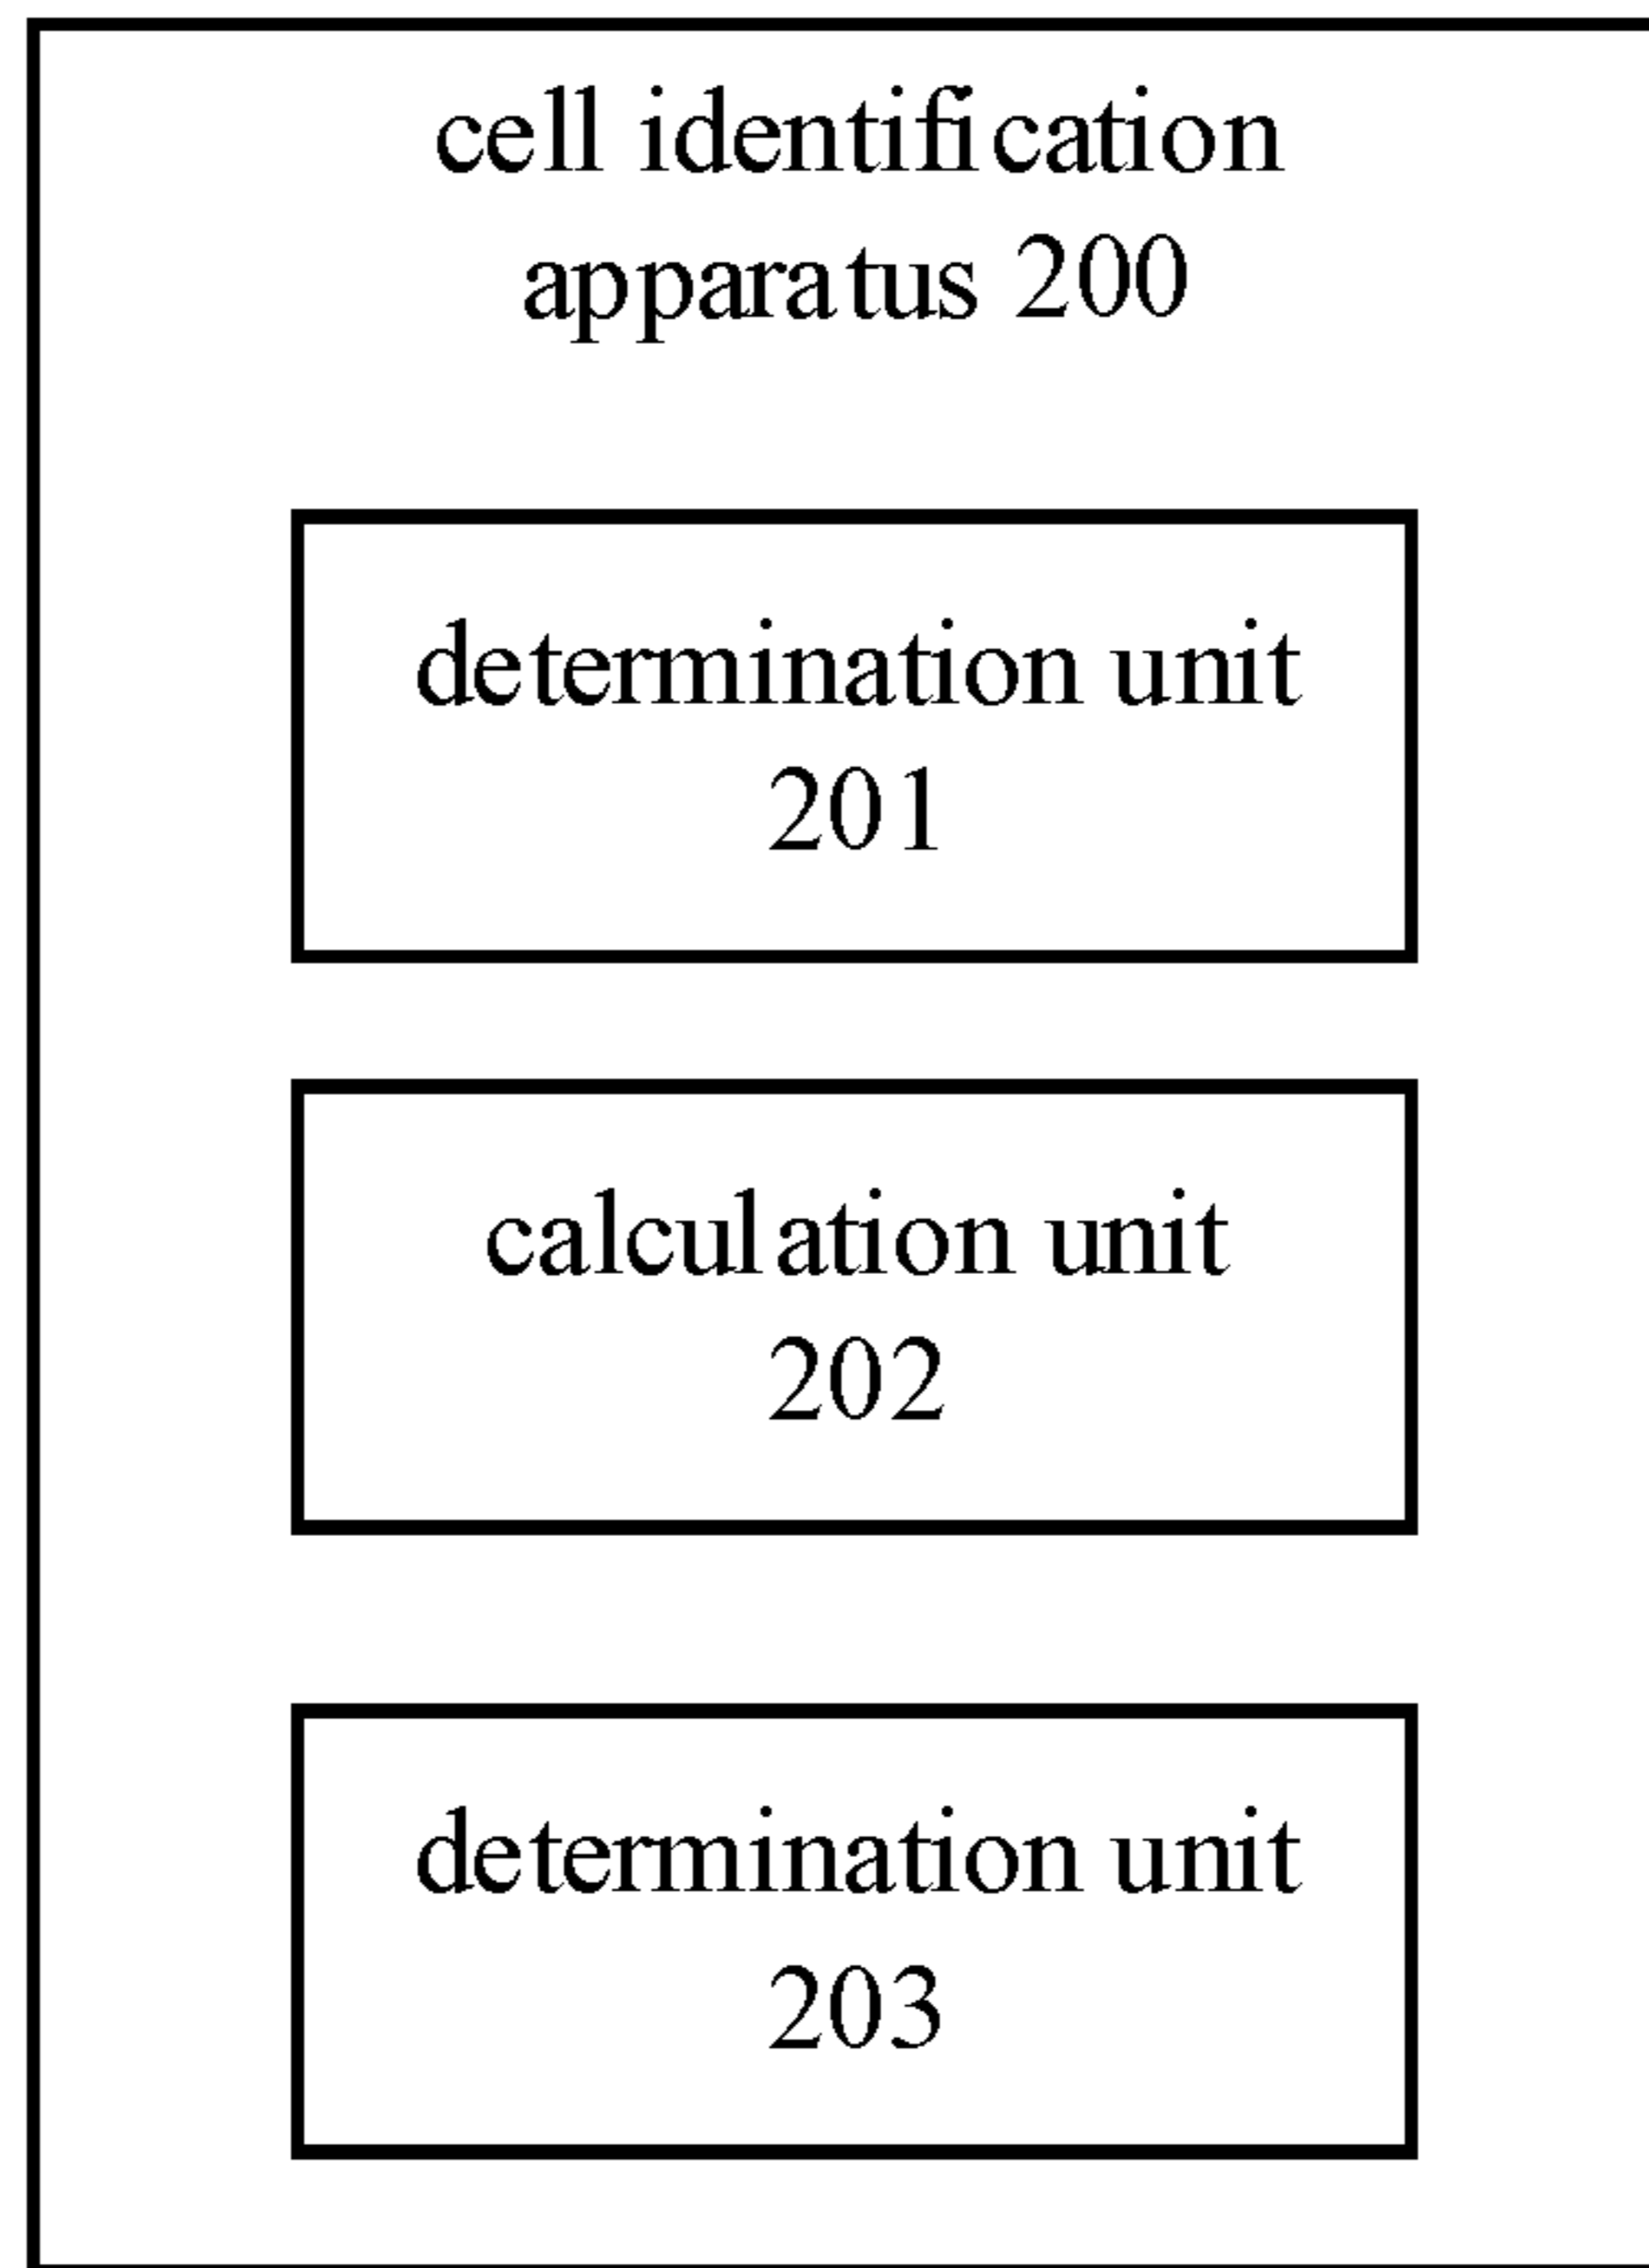 cell identification
apparatus 200
determination unit
201
calculation unit
202
determination unit
203